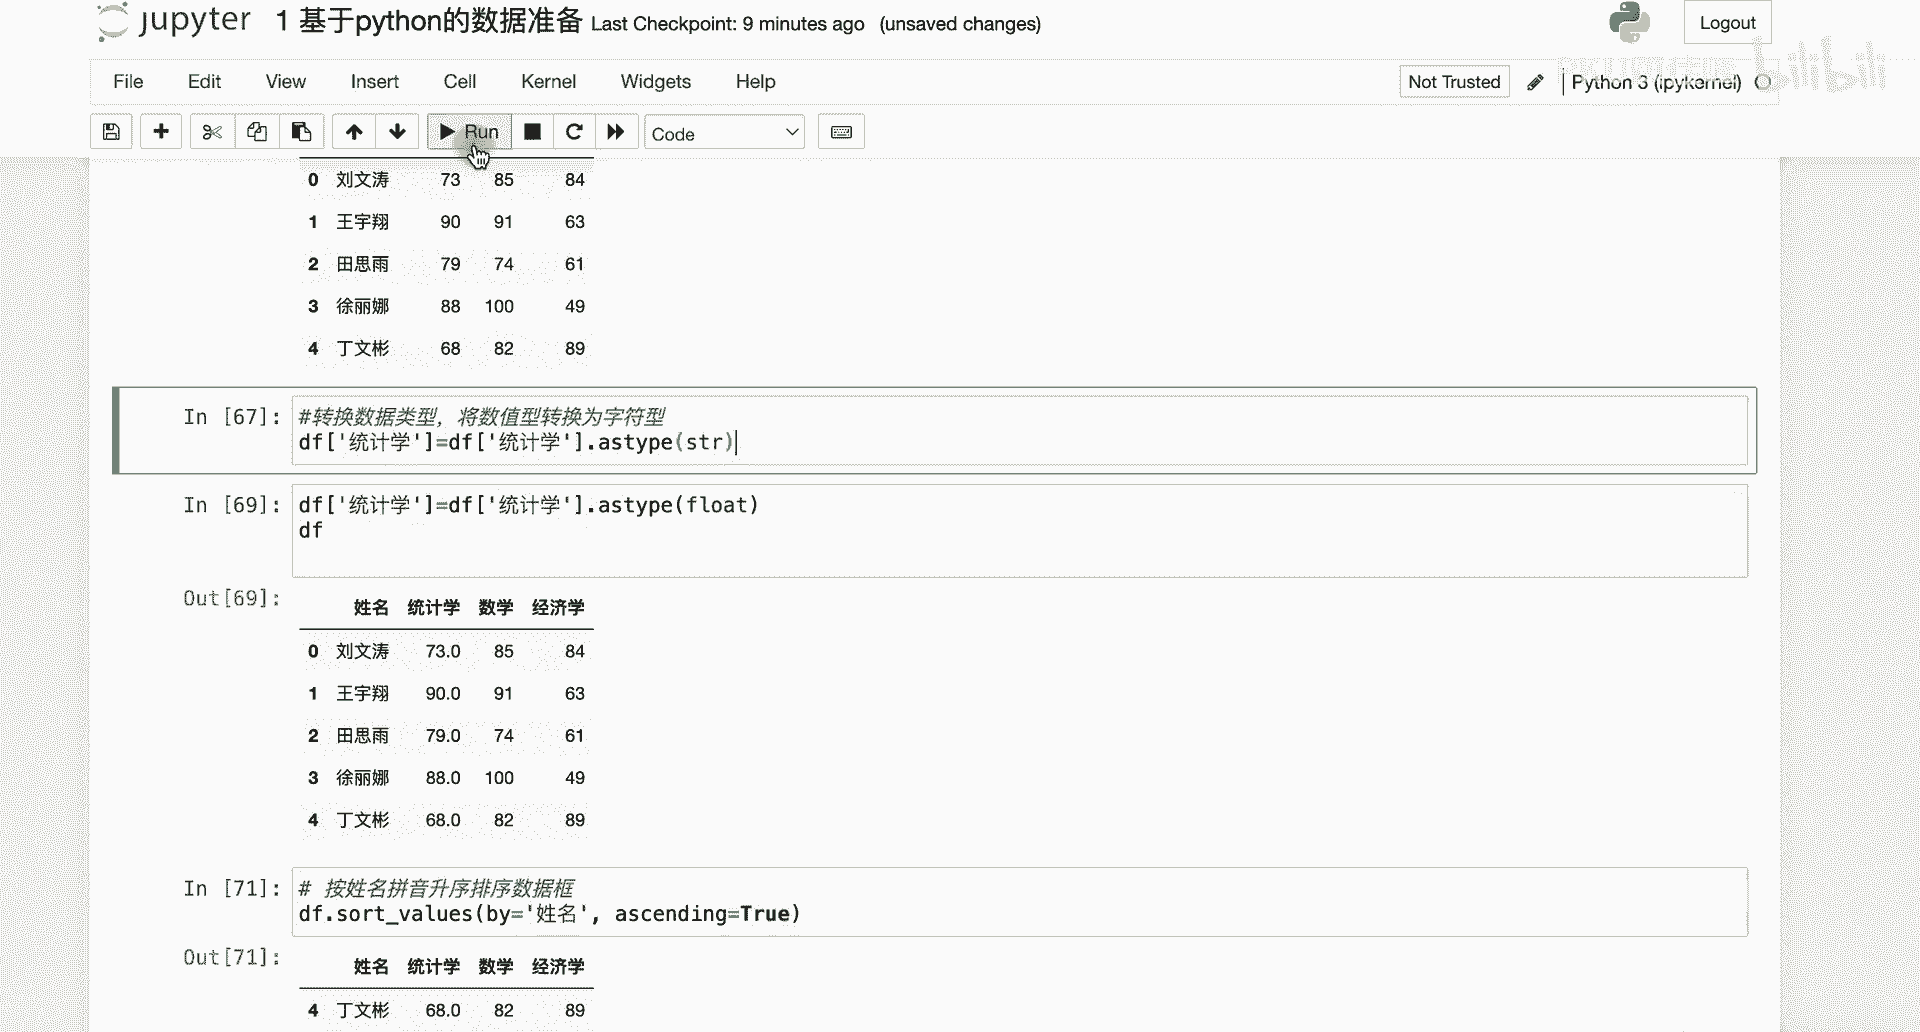 jupyter 1 基于python的数据准备 Last Checkpoint: 9 minutes ago (unsaved changes) Logout
File Edit View Insert Cell Kernel Widgets Help Not Trusted Python 3 (ipykernel)
bilibili
Run Code
0 刘文涛 73 85 84
1 王宇翔 90 91 63
2 田思雨 79 74 61
3 徐丽娜 88 100 49
4 丁文彬 68 82 89
In [67]: #转换数据类型，将数值型转换为字符型
df['统计学']=df['统计学'].astype(str)
In [69]: df['统计学']=df['统计学'].astype(float)
df
Out[69]:
姓名 统计学 数学 经济学
0 刘文涛 73.0 85 84
1 王宇翔 90.0 91 63
2 田思雨 79.0 74 61
3 徐丽娜 88.0 100 49
4 丁文彬 68.0 82 89
In [71]: # 按姓名拼音升序排序数据框
df.sort_values(by='姓名', ascending=True)
Out[71]:
姓名 统计学 数学 经济学
4 丁文彬 68.0 82 89